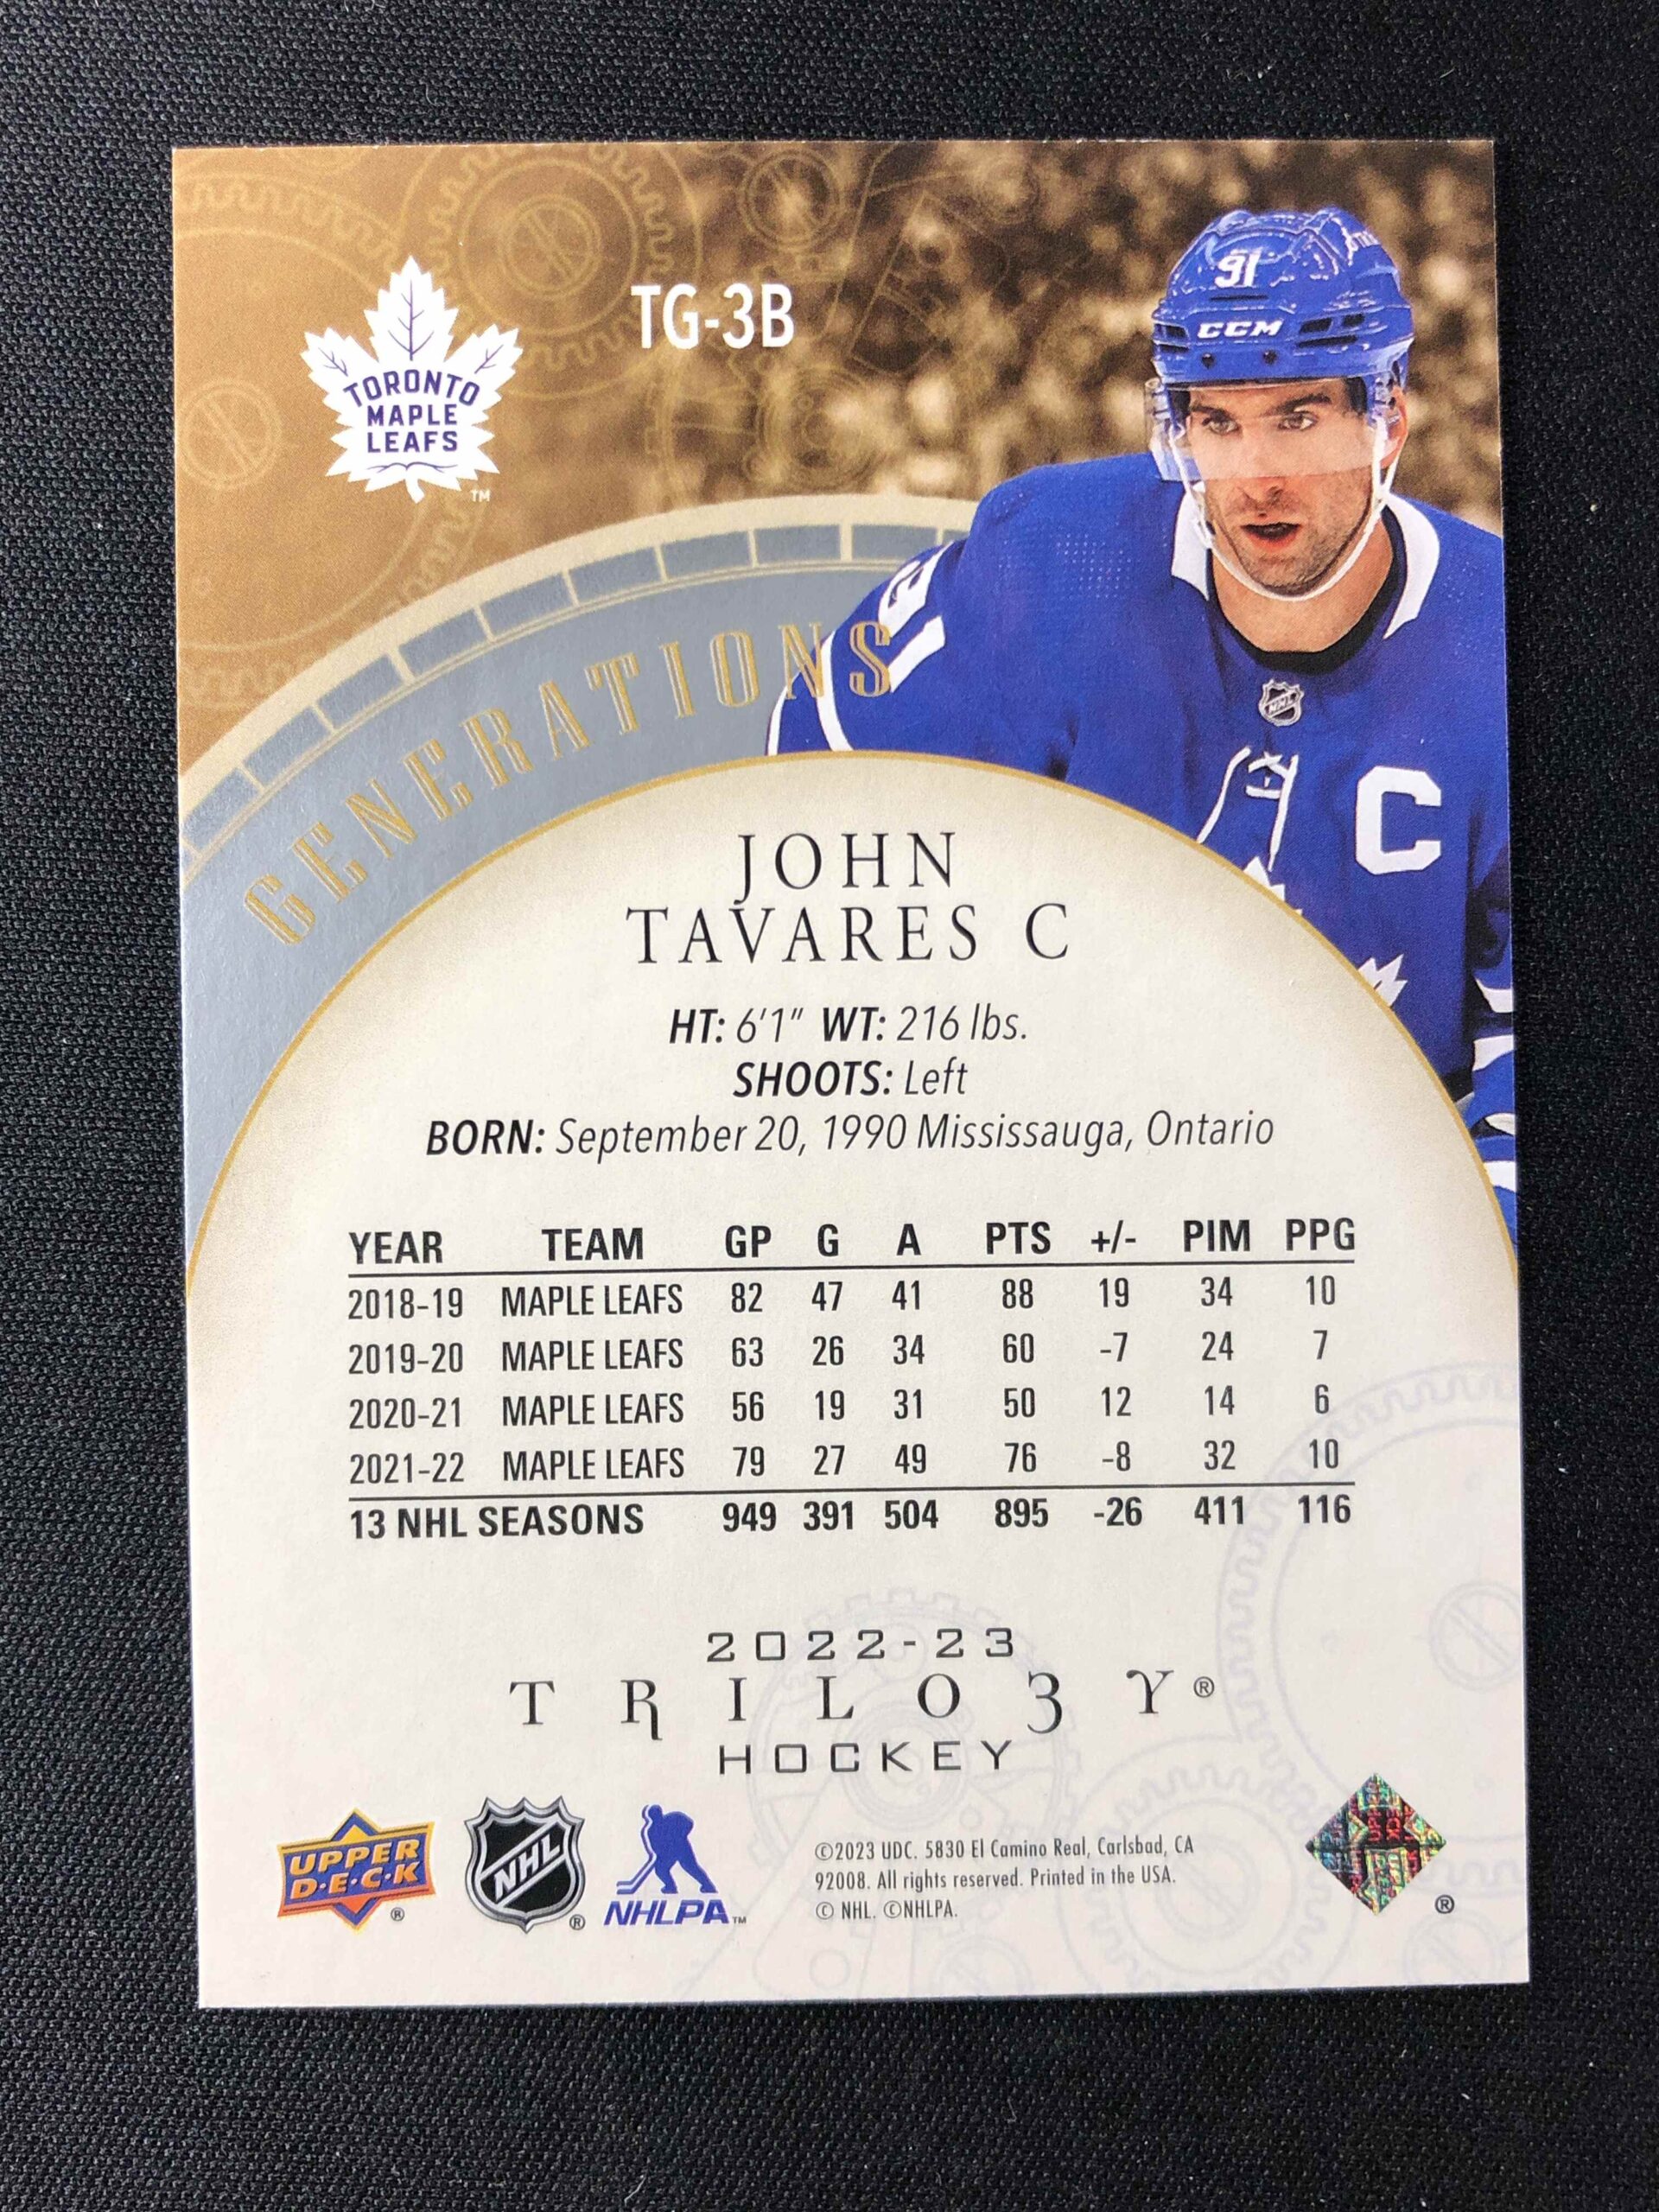 TG-3B
TORONTO
MAPLE
LEAFS
TM
91
CCM
GENERATIONS
NHL
C
JOHN
TAVARES C
HT: 6'1" WT: 216 lbs.
SHOOTS: Left
BORN: September 20, 1990 Mississauga, Ontario
YEAR TEAM GP G A PTS +/- PIM PPG
2018-19 MAPLE LEAFS 82 47 41 88 19 34 10
2019-20 MAPLE LEAFS 63 26 34 60 -7 24 7
2020-21 MAPLE LEAFS 56 19 31 50 12 14 6
2021-22 MAPLE LEAFS 79 27 49 76 -8 32 10
13 NHL SEASONS 949 391 504 895 -26 411 116
2022-23
TRILO3Y®
HOCKEY
UPPER
D·E·C·K
®
NHL
®
NHLPA™
©2023 UDC. 5830 El Camino Real, Carlsbad, CA
92008. All rights reserved. Printed in the USA.
© NHL. ©NHLPA.
®